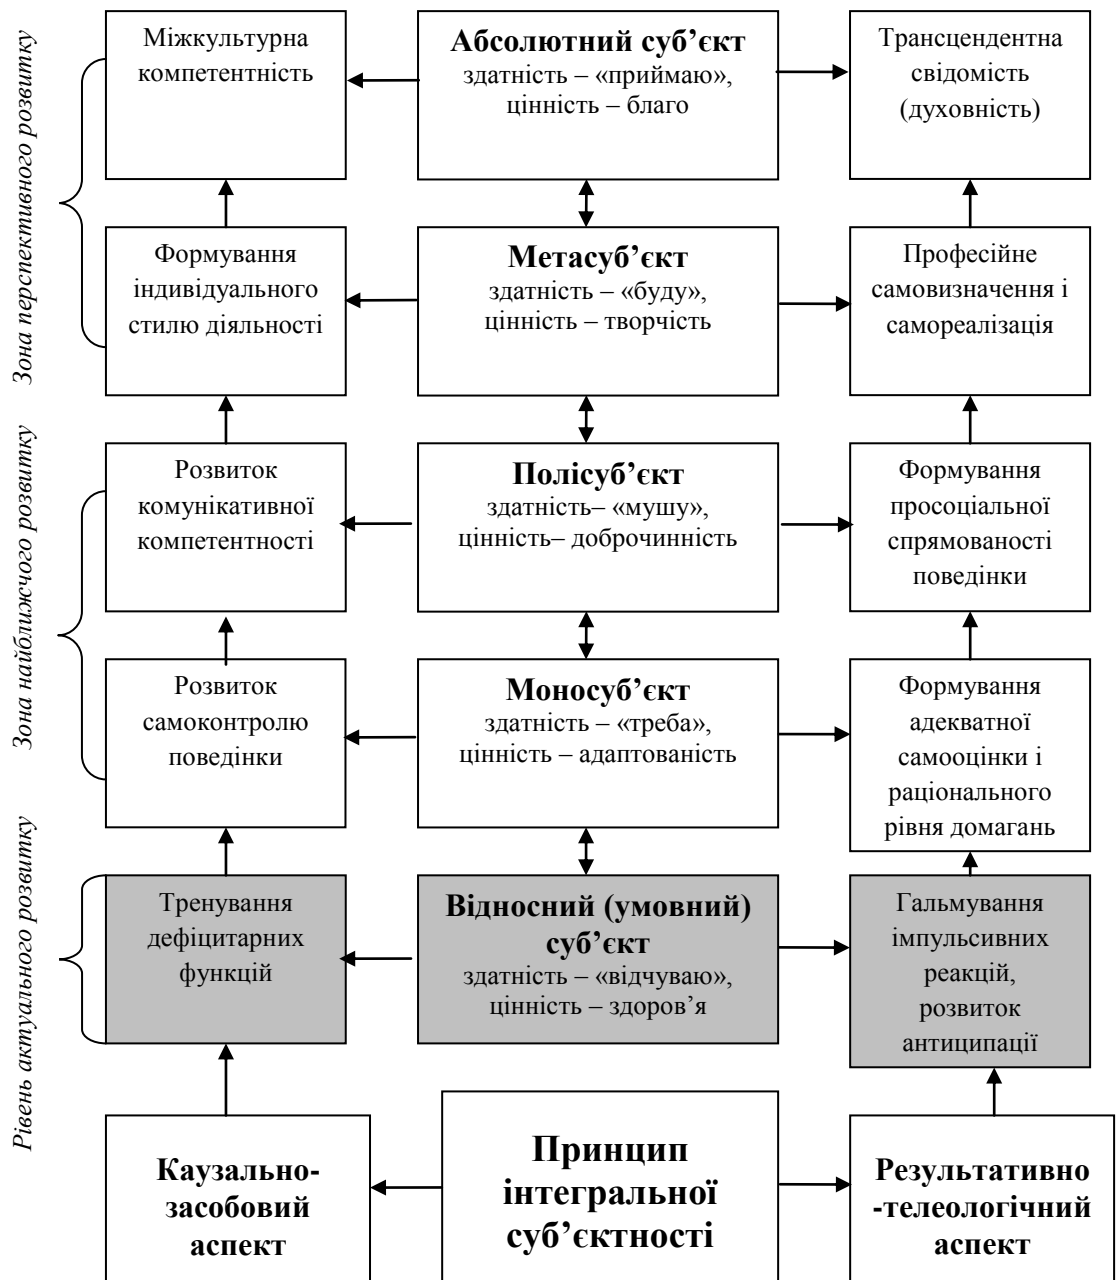 Зона перспективного розвитку
Міжкультурна
компетентність
Абсолютний суб’єкт
здатність – «приймаю»,
цінність – благо
Трансцендентна
свідомість
(духовність)
Формування
індивідуального
стилю діяльності
Метасуб’єкт
здатність – «буду»,
цінність – творчість
Професійне
самовизначення і
самореалізація
Зона найближчого розвитку
Розвиток
комунікативної
компетентності
Полісуб’єкт
здатність– «мушу»,
цінність– доброчинність
Формування
просоціальної
спрямованості
поведінки
Розвиток
самоконтролю
поведінки
Моносуб’єкт
здатність – «треба»,
цінність – адаптованість
Формування
адекватної
самооцінки і
раціонального
рівня домагань
Рівень актуального розвитку
Тренування
дефіцитарних
функцій
Відносний (умовний)
суб’єкт
здатність – «відчуваю»,
цінність – здоров’я
Гальмування
імпульсивних
реакцій,
розвиток
антиципації
Каузально-
засобовий
аспект
Принцип
інтегральної
суб’єктності
Результативно
-телеологічний
аспект